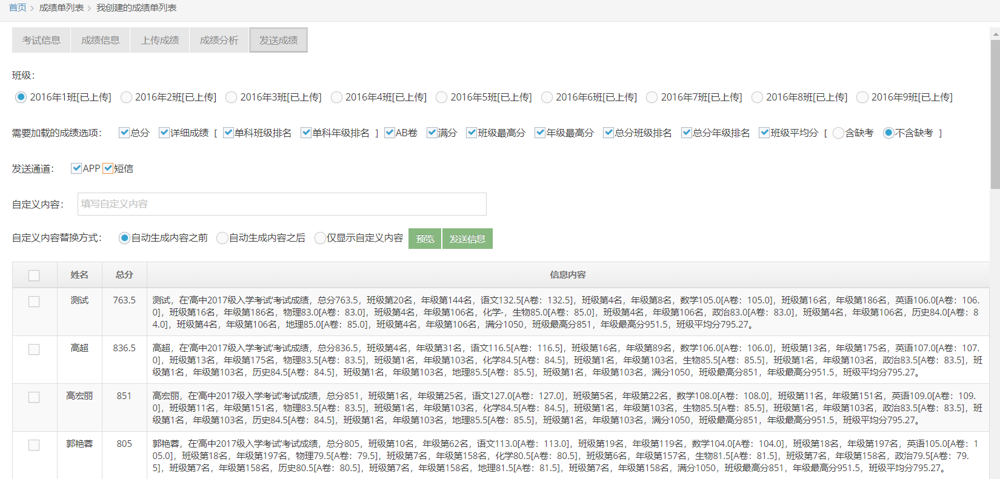 首页 > 成绩单列表 > 我创建的成绩单列表
考试信息 成绩信息 上传成绩 成绩分析 发送成绩
班级：
2016年1班[已上传] 2016年2班[已上传] 2016年3班[已上传] 2016年4班[已上传] 2016年5班[已上传] 2016年6班[已上传] 2016年7班[已上传] 2016年8班[已上传] 2016年9班[已上传]
需要加载的成绩选项： 总分 详细成绩 [ 单科班级排名 单科年级排名 ] AB卷 满分 班级最高分 年级最高分 总分班级排名 总分年级排名 班级平均分 [ 含缺考 不含缺考 ]
发送通道： APP 短信
自定义内容： 填写自定义内容
自定义内容替换方式： 自动生成内容之前 自动生成内容之后 仅显示自定义内容 预览 发送信息
姓名 总分 信息内容
测试 763.5 测试，在'高中2017级入学考试'考试成绩，总分763.5，班级第20名，年级第144名，语文132.5[A卷：132.5]，班级第4名，年级第8名，数学105.0[A卷：105.0]，班级第16名，年级第186名，英语106.0[A卷：106.
0]，班级第16名，年级第186名，物理83.0[A卷：83.0]，班级第4名，年级第106名，化学-，生物85.0[A卷：85.0]，班级第4名，年级第106名，政治83.0[A卷：83.0]，班级第4名，年级第106名，历史84.0[A卷：8
4.0]，班级第4名，年级第106名，地理85.0[A卷：85.0]，班级第4名，年级第106名，满分1050，班级最高分851，年级最高分951.5，班级平均分795.27。
高超 836.5 高超，在'高中2017级入学考试'考试成绩，总分836.5，班级第4名，年级第31名，语文116.5[A卷：116.5]，班级第16名，年级第89名，数学106.0[A卷：106.0]，班级第13名，年级第175名，英语107.0[A卷：107.
0]，班级第13名，年级第175名，物理83.5[A卷：83.5]，班级第1名，年级第103名，化学84.5[A卷：84.5]，班级第1名，年级第103名，生物85.5[A卷：85.5]，班级第1名，年级第103名，政治83.5[A卷：83.5]，班
级第1名，年级第103名，历史84.5[A卷：84.5]，班级第1名，年级第103名，地理85.5[A卷：85.5]，班级第1名，年级第103名，满分1050，班级最高分851，年级最高分951.5，班级平均分795.27。
高宏丽 851 高宏丽，在'高中2017级入学考试'考试成绩，总分851，班级第1名，年级第25名，语文127.0[A卷：127.0]，班级第5名，年级第22名，数学108.0[A卷：108.0]，班级第11名，年级第151名，英语109.0[A卷：109.
0]，班级第11名，年级第151名，物理83.5[A卷：83.5]，班级第1名，年级第103名，化学84.5[A卷：84.5]，班级第1名，年级第103名，生物85.5[A卷：85.5]，班级第1名，年级第103名，政治83.5[A卷：83.5]，班
级第1名，年级第103名，历史84.5[A卷：84.5]，班级第1名，年级第103名，地理85.5[A卷：85.5]，班级第1名，年级第103名，满分1050，班级最高分851，年级最高分951.5，班级平均分795.27。
郭艳蓉 805 郭艳蓉，在'高中2017级入学考试'考试成绩，总分805，班级第10名，年级第62名，语文113.0[A卷：113.0]，班级第19名，年级第119名，数学104.0[A卷：104.0]，班级第18名，年级第197名，英语105.0[A卷：1
05.0]，班级第18名，年级第197名，物理79.5[A卷：79.5]，班级第7名，年级第158名，化学80.5[A卷：80.5]，班级第6名，年级第157名，生物81.5[A卷：81.5]，班级第7名，年级第158名，政治79.5[A卷：79.
5]，班级第7名，年级第158名，历史80.5[A卷：80.5]，班级第7名，年级第158名，地理81.5[A卷：81.5]，班级第7名，年级第158名，满分1050，班级最高分851，年级最高分951.5，班级平均分795.27。